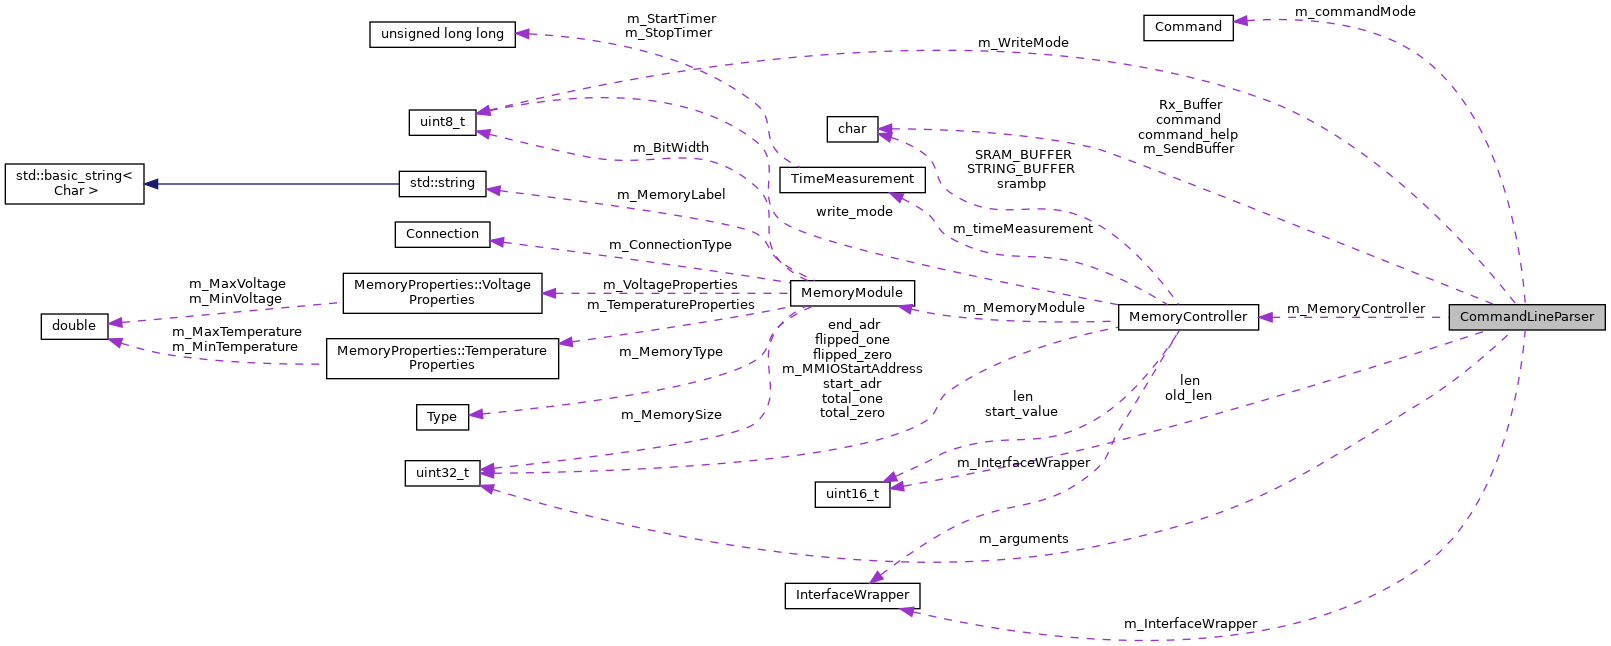 m_commandMode
m_StartTimer
m_StopTimer
Command
unsigned long long
m_WriteMode
Rx_Buffer
command
command_help
m_SendBuffer
uint8_t
char
m_BitWidth
SRAM_BUFFER
STRING_BUFFER
srambp
std::basic_string<
Char >
std::string
TimeMeasurement
m_MemoryLabel
write_mode
m_timeMeasurement
Connection
m_ConnectionType
m_MaxVoltage
m_MinVoltage
MemoryProperties::Voltage
Properties
m_VoltageProperties
MemoryModule
m_TemperatureProperties
m_MemoryModule
MemoryController
m_MemoryController
CommandLineParser
double
m_MaxTemperature
m_MinTemperature
MemoryProperties::Temperature
Properties
m_MemoryType
end_adr
flipped_one
flipped_zero
m_MMIOStartAddress
start_adr
total_one
total_zero
len
start_value
len
old_len
Type
m_MemorySize
uint32_t
m_InterfaceWrapper
uint16_t
m_arguments
InterfaceWrapper
m_InterfaceWrapper